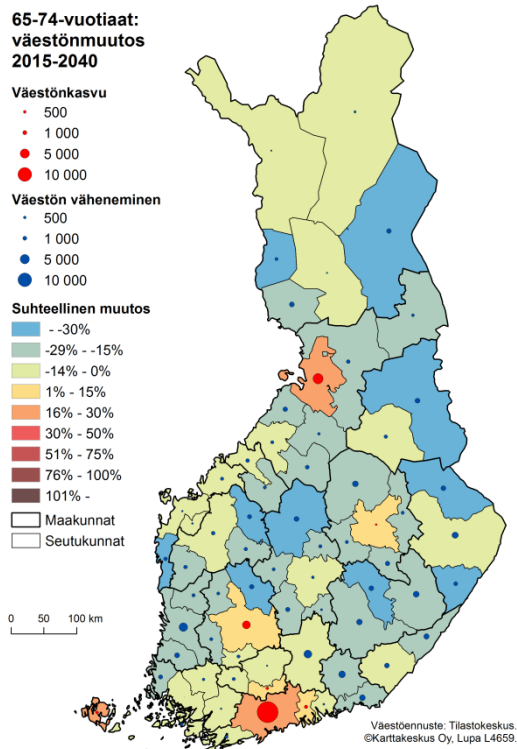 65-74-vuotiaat:
väestönmuutos
2015-2040
Väestönkasvu
500
1 000
5 000
10 000
Väestön väheneminen
500
1 000
5 000
10 000
Suhteellinen muutos
- -30%
-29% - -15%
-14% - 0%
1% - 15%
16% - 30%
30% - 50%
51% - 75%
76% - 100%
101% -
Maakunnat
Seutukunnat
0 50 100 km
Väestöennuste: Tilastokeskus.
©Karttakeskus Oy, Lupa L4659.